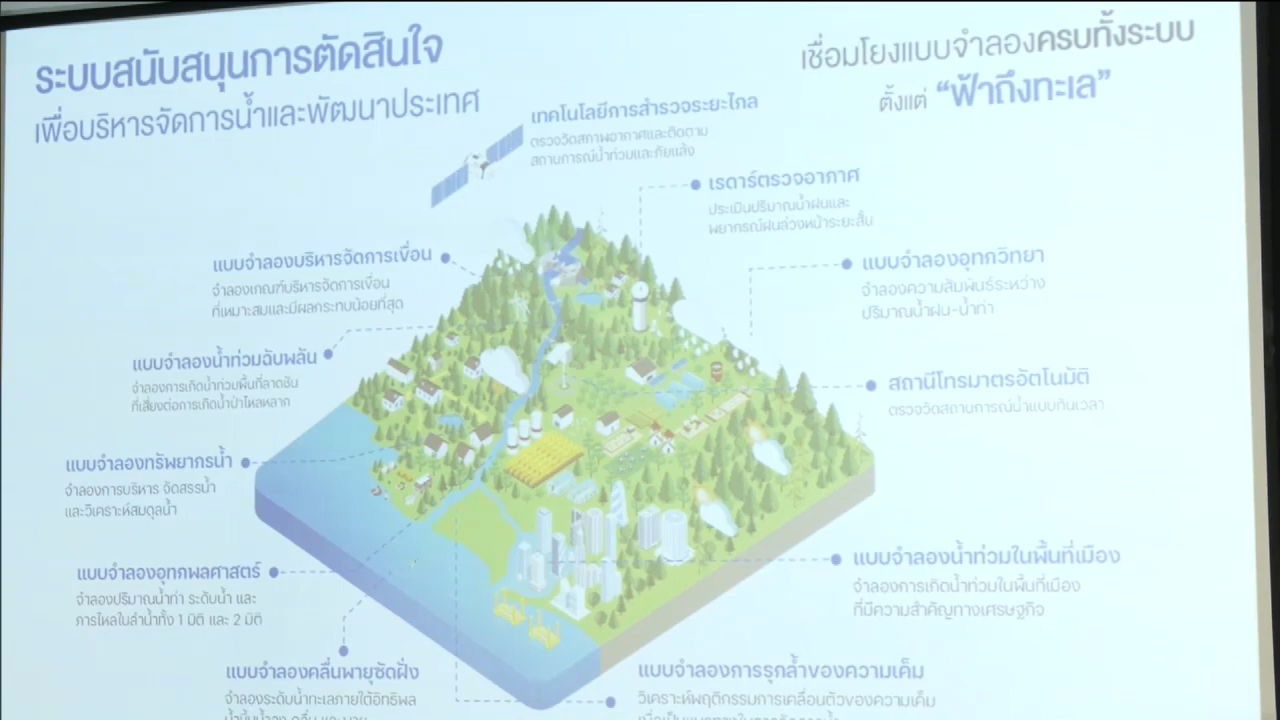 ระบบสนับสนุนการตัดสินใจ
เพื่อบริหารจัดการน้ำและพัฒนาประเทศ
เชื่อมโยงแบบจำลองครบทั้งระบบ
ตั้งแต่ “ฟ้าถึงทะเล”
เทคโนโลยีการสำรวจระยะไกล
ตรวจวัดสภาพอากาศและติดตาม
สถานการณ์น้ำท่วมและภัยแล้ง
เรดาร์ตรวจอากาศ
ประเมินปริมาณน้ำฝนและ
พยากรณ์ฝนล่วงหน้าระยะสั้น
แบบจำลองบริหารจัดการเขื่อน
จำลองเกณฑ์บริหารจัดการเขื่อน
ที่เหมาะสมและมีผลกระทบน้อยที่สุด
แบบจำลองอุทกวิทยา
จำลองความสัมพันธ์ระหว่าง
ปริมาณน้ำฝน-น้ำท่า
แบบจำลองน้ำท่วมฉับพลัน
จำลองการเกิดน้ำท่วมพื้นที่ลาดชัน
ที่เสี่ยงต่อการเกิดน้ำป่าไหลหลาก
สถานีโทรมาตรอัตโนมัติ
ตรวจวัดสถานการณ์น้ำแบบทันเวลา
แบบจำลองทรัพยากรน้ำ
จำลองการบริหาร จัดสรรน้ำ
และวิเคราะห์สมดุลน้ำ
แบบจำลองอุทกพลศาสตร์
จำลองปริมาณน้ำท่า ระดับน้ำ และ
การไหลในลำน้ำทั้ง 1 มิติ และ 2 มิติ
แบบจำลองน้ำท่วมในพื้นที่เมือง
จำลองการเกิดน้ำท่วมในพื้นที่เมือง
ที่มีความสำคัญทางเศรษฐกิจ
แบบจำลองคลื่นพายุซัดฝั่ง
จำลองระดับน้ำทะเลภายใต้อิทธิพล
แบบจำลองการรุกล้ำของความเค็ม
วิเคราะห์พฤติกรรมการเคลื่อนตัวของความเค็ม